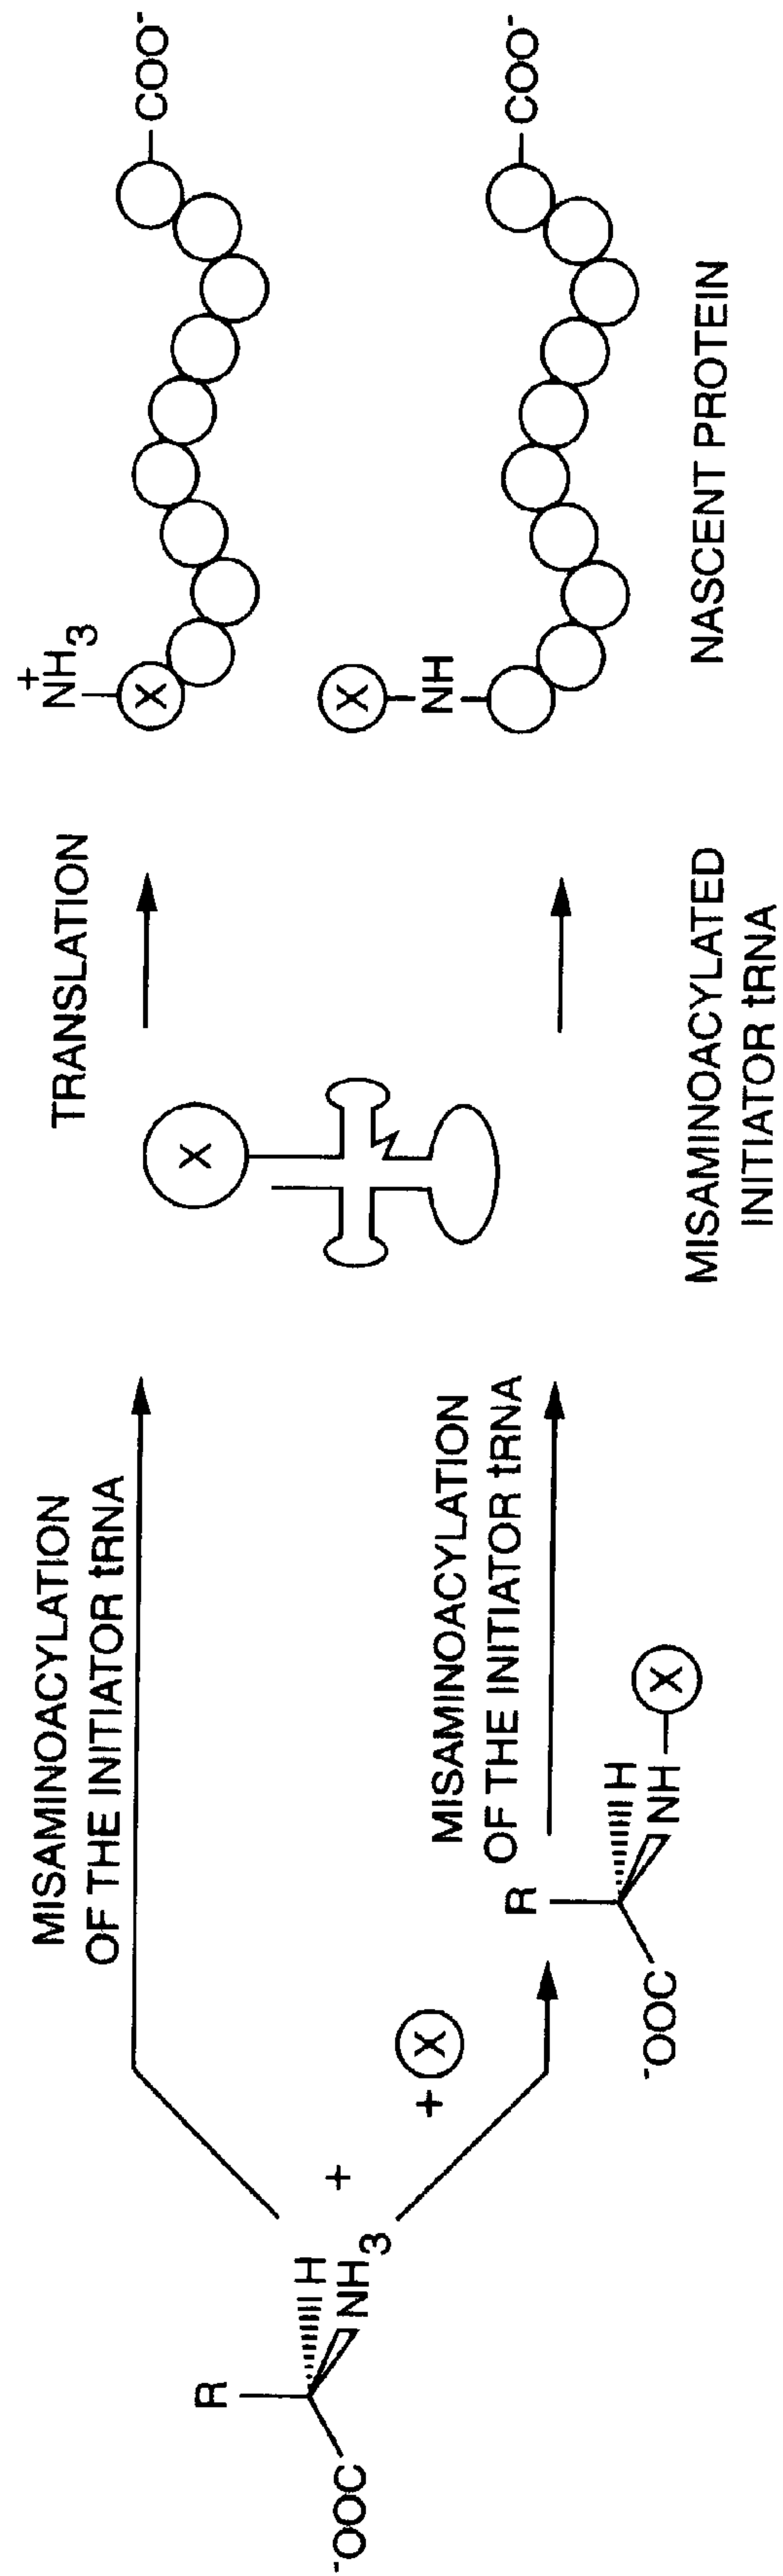 R
H
NH3
+
-OOC
MISAMINOACYLATION
OF THE INITIATOR tRNA
+ X
R
H
NH
X
-OOC
MISAMINOACYLATION
OF THE INITIATOR tRNA
X
MISAMINOACYLATED
INITIATOR tRNA
TRANSLATION
+
NH3
X
COO-
X
NH
COO-
NASCENT PROTEIN